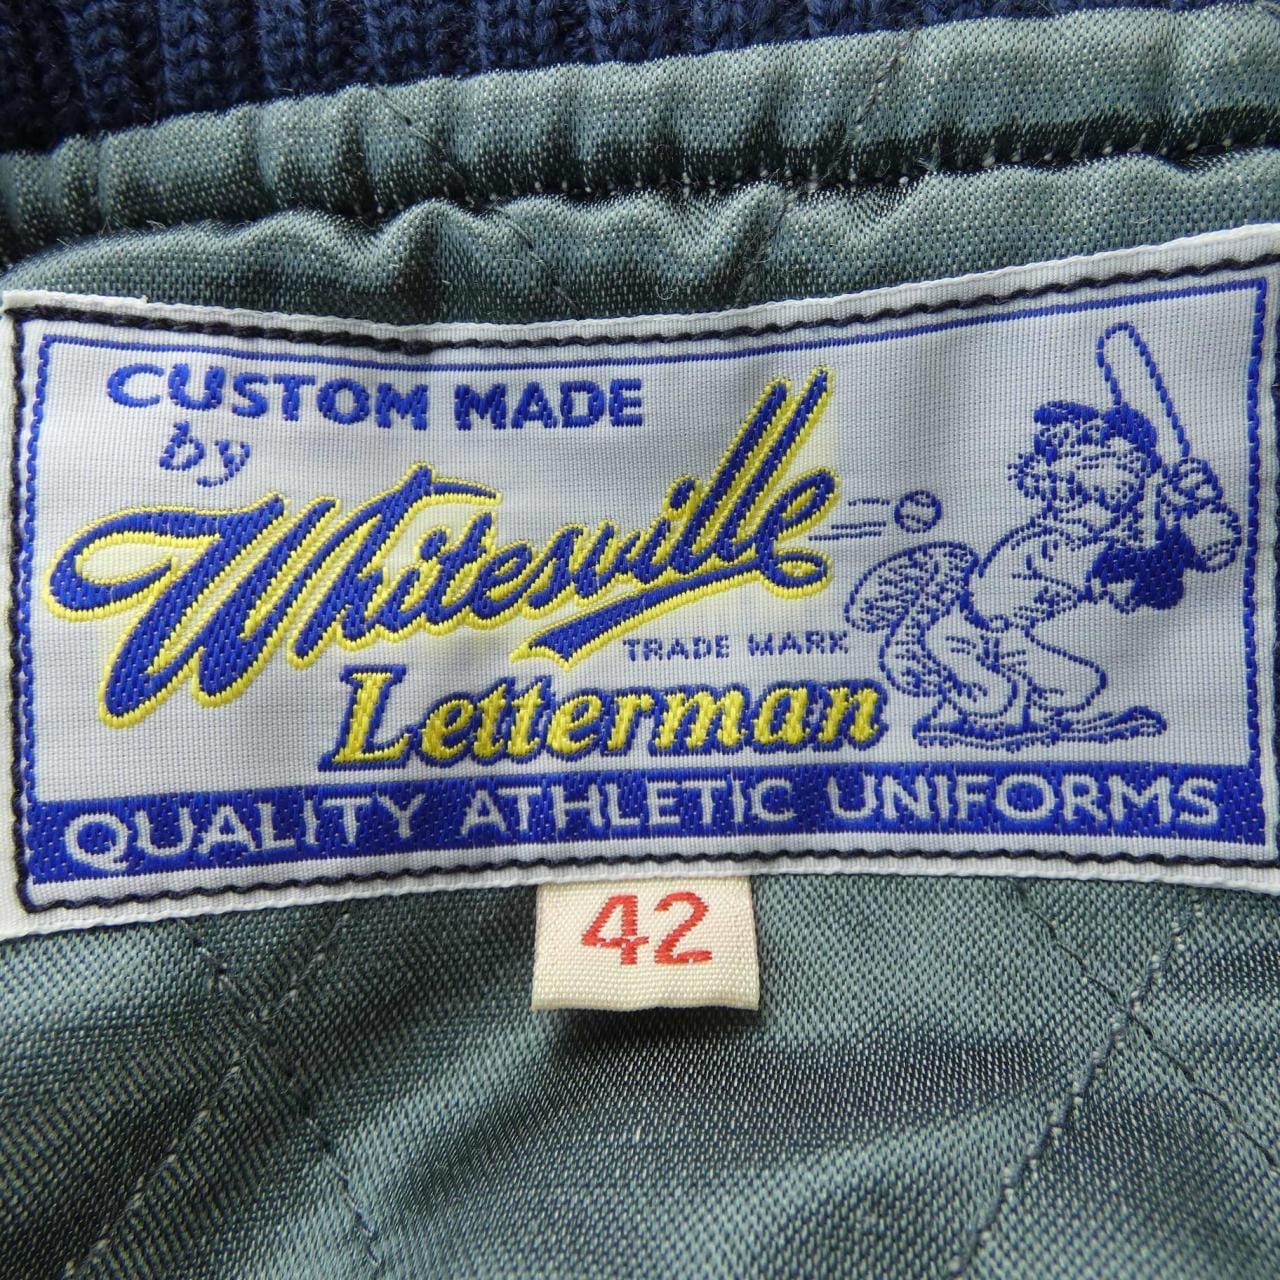 CUSTOM MADE
by
Whitesville
TRADE MARK
Letterman
QUALITY ATHLETIC UNIFORMS
42